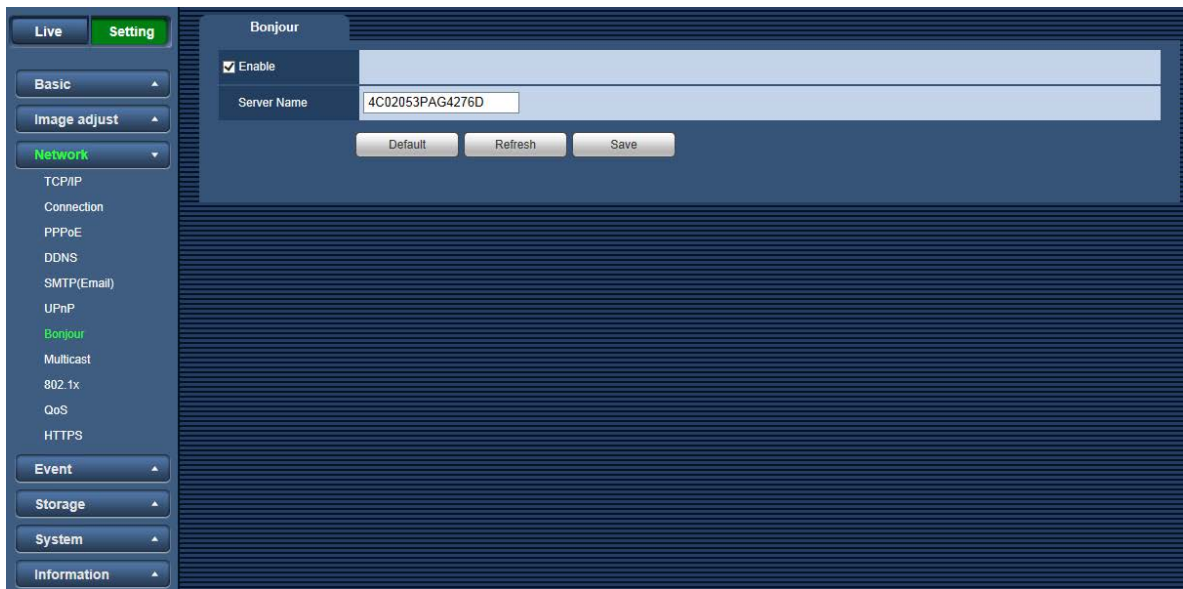 Live Setting
Basic
Image adjust
Network
TCP/IP
Connection
PPPoE
DDNS
SMTP(Email)
UPnP
Bonjour
Multicast
802.1x
QoS
HTTPS
Event
Storage
System
Information
Bonjour
Enable
Server Name 4C02053PAG4276D
Default Refresh Save